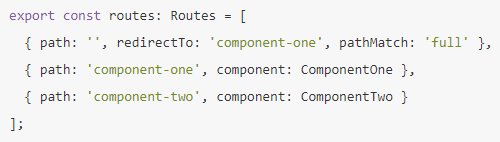 export const routes: Routes = [
  { path: '', redirectTo: 'component-one', pathMatch: 'full' },
  { path: 'component-one', component: ComponentOne },
  { path: 'component-two', component: ComponentTwo }
];